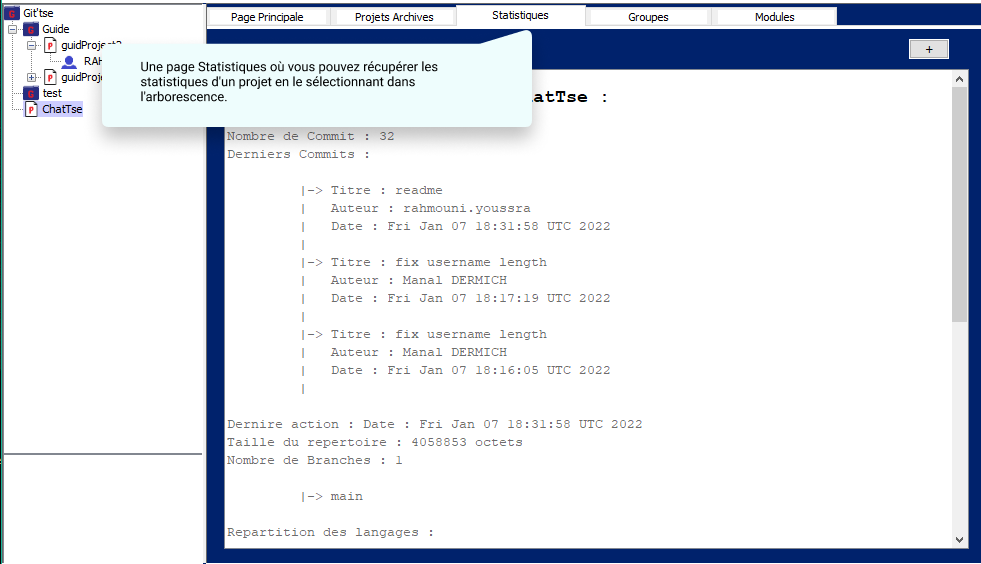 Git'tse
Guide
guidProject2
RAH
guidProje
test
ChatTse
Page Principale
Projets Archives
Statistiques
Groupes
Modules
+
Une page Statistiques où vous pouvez récupérer les
statistiques d'un projet en le sélectionnant dans
l'arborescence.
atTse :
Nombre de Commit : 32
Derniers Commits :
|-> Titre : readme
| Auteur : rahmouni.youssra
| Date : Fri Jan 07 18:31:58 UTC 2022
|
|-> Titre : fix username length
| Auteur : Manal DERMICH
| Date : Fri Jan 07 18:17:19 UTC 2022
|
|-> Titre : fix username length
| Auteur : Manal DERMICH
| Date : Fri Jan 07 18:16:05 UTC 2022
|
Dernire action : Date : Fri Jan 07 18:31:58 UTC 2022
Taille du repertoire : 4058853 octets
Nombre de Branches : 1
|-> main
Repartition des langages :